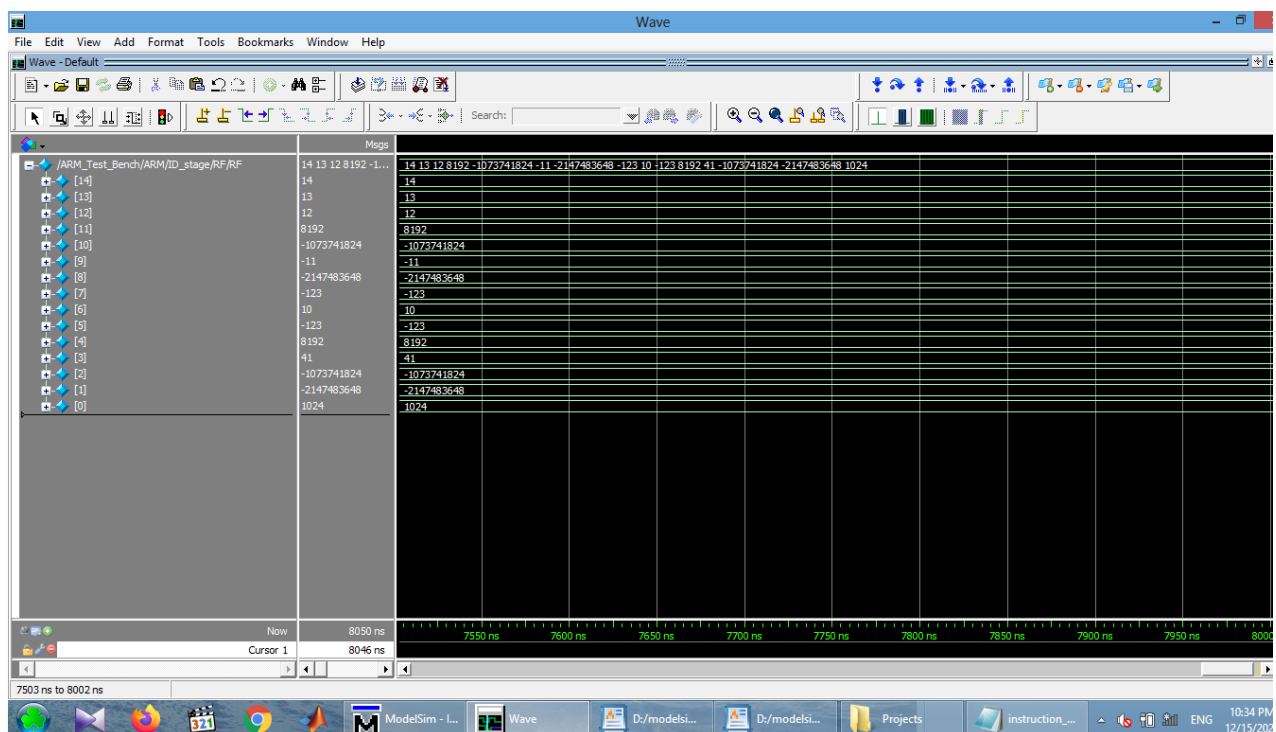 Wave
File Edit View Add Format Tools Bookmarks Window Help
Wave - Default
Search:
Msgs
/ARM_Test_Bench/ARM/ID_stage/RF/RF 14 13 12 8192 -1... 14 13 12 8192 -1073741824 -11 -2147483648 -123 10 -123 8192 41 -1073741824 -2147483648 1024
[14] 14 14
[13] 13 13
[12] 12 12
[11] 8192 8192
[10] -1073741824 -1073741824
[9] -11 -11
[8] -2147483648 -2147483648
[7] -123 -123
[6] 10 10
[5] -123 -123
[4] 8192 8192
[3] 41 41
[2] -1073741824 -1073741824
[1] -2147483648 -2147483648
[0] 1024 1024
Now 8050 ns 7550 ns 7600 ns 7650 ns 7700 ns 7750 ns 7800 ns 7850 ns 7900 ns 7950 ns 8000
Cursor 1 8046 ns
7503 ns to 8002 ns
321 ModelSim - I... Wave D:/modelsi... D:/modelsi... Projects instruction_... ENG 10:34 PM
12/15/202